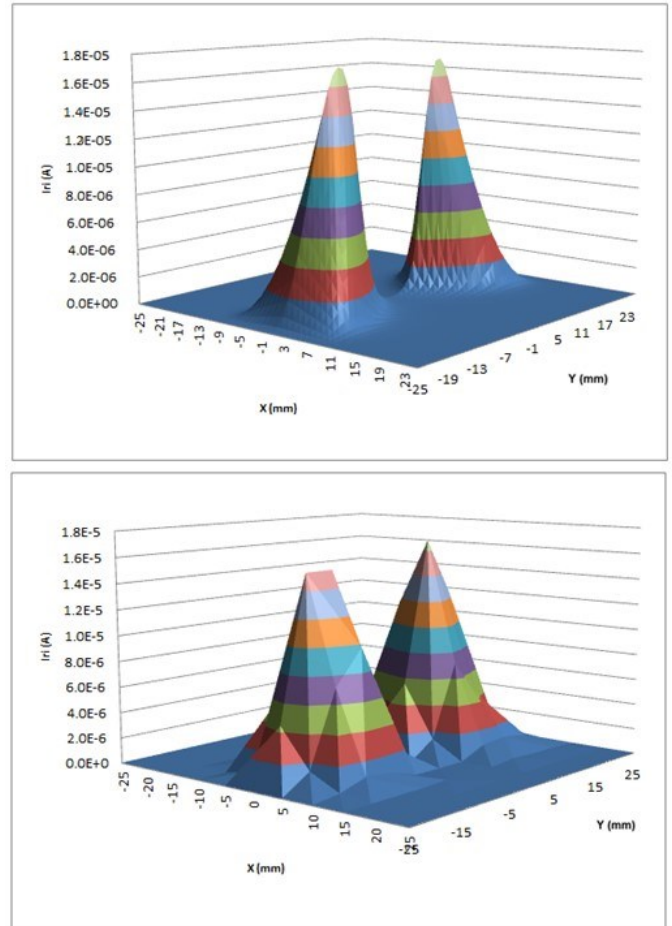 1.8E-05
1.6E-05
1.4E-05
1.2E-05
1.0E-05
8.0E-06
6.0E-06
4.0E-06
2.0E-06
0.0E+00
Iri (A)
-25
-21
-17
-13
-9
-5
-1
3
7
11
15
19
23
X (mm)
-25
-19
-13
-7
-1
5
11
17
23
Y (mm)
1.8E-5
1.6E-5
1.4E-5
1.2E-5
1.0E-5
8.0E-6
6.0E-6
4.0E-6
2.0E-6
0.0E+0
Iri (A)
-25
-20
-15
-10
-5
0
5
10
15
20
X (mm)
-25
-15
-5
5
15
25
Y (mm)